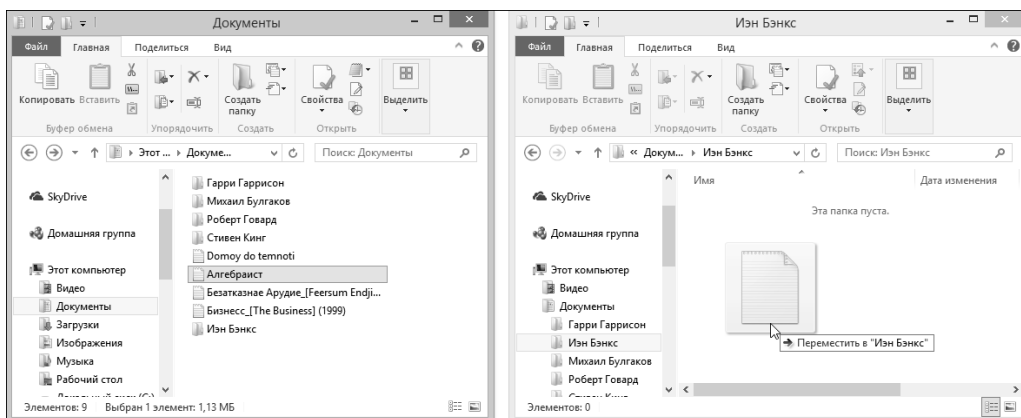 Документы
Файл Главная Поделиться Вид
Копировать Вставить Создать папку Свойства Выделить
Буфер обмена Упорядочить Создать Открыть
Этот ... Докуме... Поиск: Документы
SkyDrive
Домашняя группа
Этот компьютер
Видео
Документы
Загрузки
Изображения
Музыка
Рабочий стол
Гарри Гаррисон
Михаил Булгаков
Роберт Говард
Стивен Кинг
Domoy do temnoti
Алгебраист
Безатказнае Арудие_[Feersum Endji...
Бизнесс_[The Business] (1999)
Иэн Бэнкс
Элементов: 9 Выбран 1 элемент: 1,13 МБ
Иэн Бэнкс
Файл Главная Поделиться Вид
Копировать Вставить Создать папку Свойства Выделить
Буфер обмена Упорядочить Создать Открыть
« Докум... Иэн Бэнкс Поиск: Иэн Бэнкс
SkyDrive
Домашняя группа
Этот компьютер
Видео
Документы
Гарри Гаррисон
Иэн Бэнкс
Михаил Булгаков
Роберт Говард
Имя Дата изменения
Эта папка пуста.
Переместить в "Иэн Бэнкс"
Элементов: 0